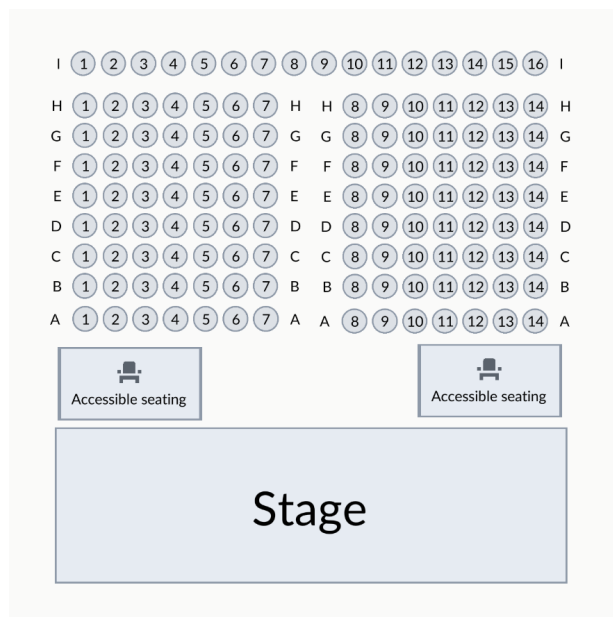 I 1 2 3 4 5 6 7 8 9 10 11 12 13 14 15 16 I
H 1 2 3 4 5 6 7 H H 8 9 10 11 12 13 14 H
G 1 2 3 4 5 6 7 G G 8 9 10 11 12 13 14 G
F 1 2 3 4 5 6 7 F F 8 9 10 11 12 13 14 F
E 1 2 3 4 5 6 7 E E 8 9 10 11 12 13 14 E
D 1 2 3 4 5 6 7 D D 8 9 10 11 12 13 14 D
C 1 2 3 4 5 6 7 C C 8 9 10 11 12 13 14 C
B 1 2 3 4 5 6 7 B B 8 9 10 11 12 13 14 B
A 1 2 3 4 5 6 7 A A 8 9 10 11 12 13 14 A
Accessible seating
Accessible seating
Stage